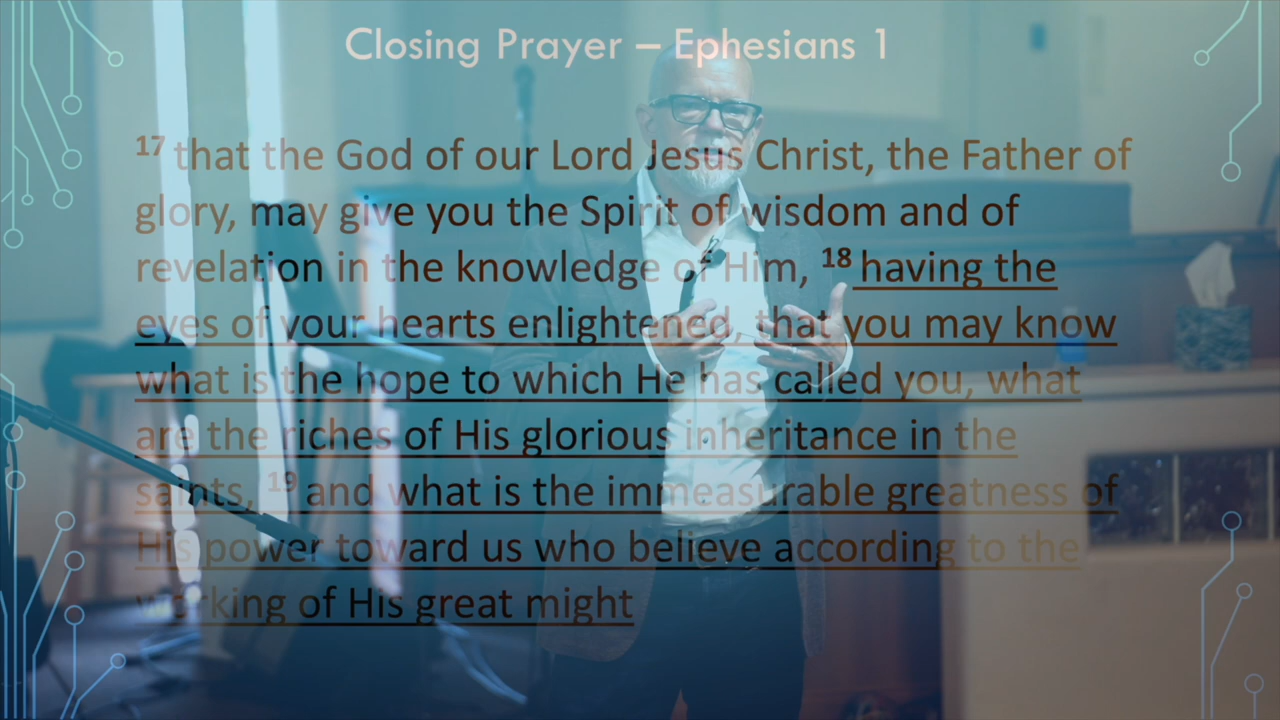 Closing Prayer – Ephesians 1
17 that the God of our Lord Jesus Christ, the Father of
glory, may give you the Spirit of wisdom and of
revelation in the knowledge of Him, 18 having the
eyes of your hearts enlightened, that you may know
what is the hope to which He has called you, what
are the riches of His glorious inheritance in the
saints, 19 and what is the immeasurable greatness of
His power toward us who believe according to the
working of His great might